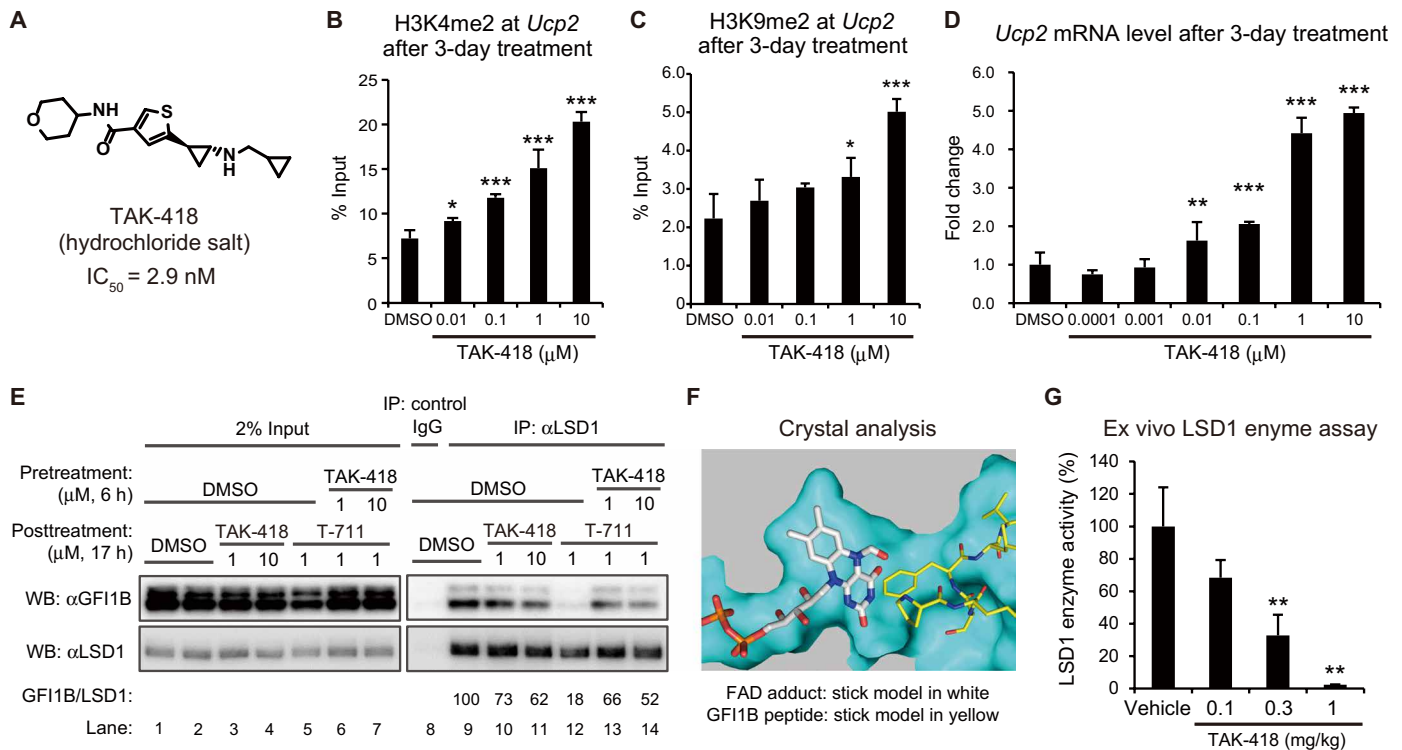 A
NH
O
O
S
N
H
TAK-418
(hydrochloride salt)
IC50 = 2.9 nM
B
H3K4me2 at Ucp2
after 3-day treatment
% Input
25
20
15
10
5
0
*
***
***
***
DMSO 0.01 0.1 1 10
TAK-418 (μM)
C
H3K9me2 at Ucp2
after 3-day treatment
% Input
6.0
5.0
4.0
3.0
2.0
1.0
0.0
*
***
DMSO 0.01 0.1 1 10
TAK-418 (μM)
D
Ucp2 mRNA level after 3-day treatment
Fold change
6.0
5.0
4.0
3.0
2.0
1.0
0.0
**
***
***
***
DMSO 0.0001 0.001 0.01 0.1 1 10
TAK-418 (μM)
E
2% Input
IP: control
IgG
IP: αLSD1
Pretreatment:
(μM, 6 h)
DMSO
TAK-418
1 10
DMSO
TAK-418
1 10
Posttreatment:
(μM, 17 h)
DMSO
TAK-418
1 10
T-711
1 1 1
DMSO
TAK-418
1 10
T-711
1 1 1
WB: αGFI1B
WB: αLSD1
GFI1B/LSD1: 100 73 62 18 66 52
Lane: 1 2 3 4 5 6 7 8 9 10 11 12 13 14
F
Crystal analysis
FAD adduct: stick model in white
GFI1B peptide: stick model in yellow
G
Ex vivo LSD1 enyme assay
LSD1 enzyme activity (%)
140
120
100
80
60
40
20
0
**
**
Vehicle 0.1 0.3 1
TAK-418 (mg/kg)